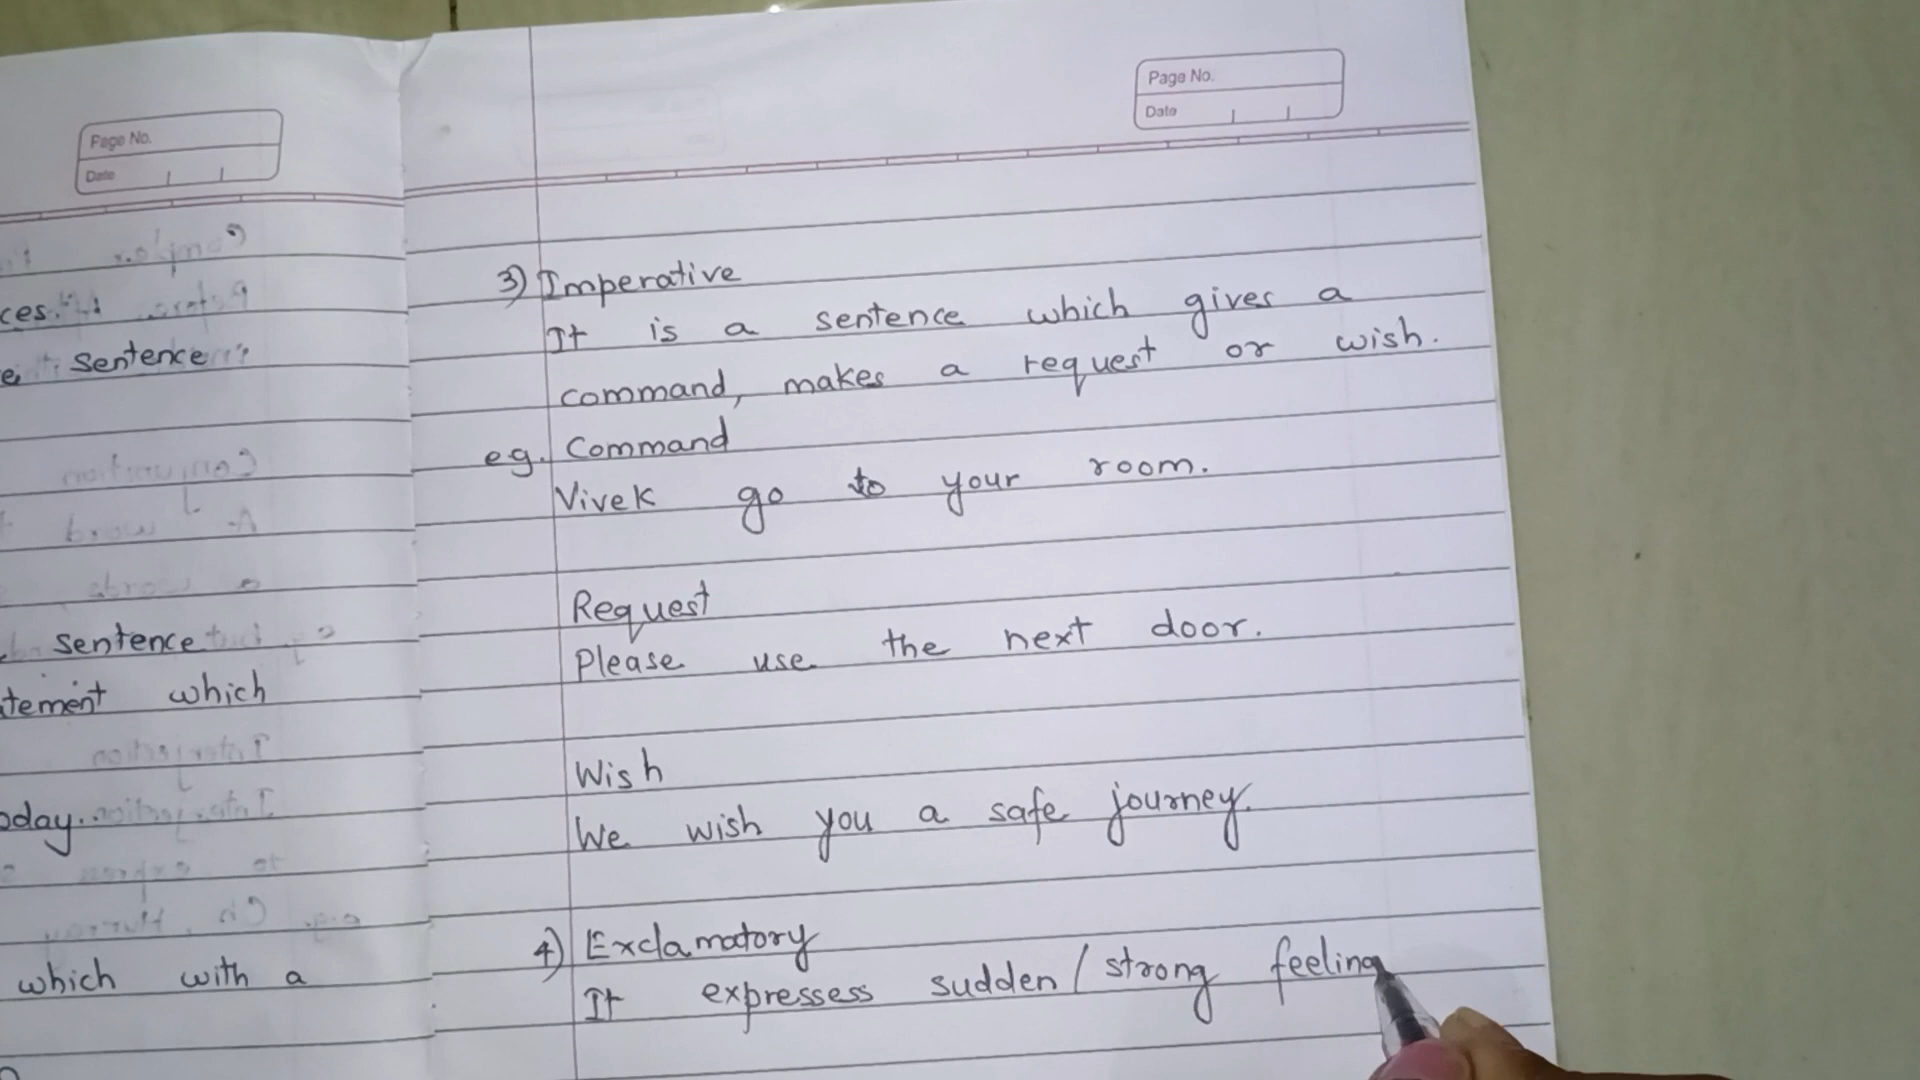 Page No.
Date
ces.
sentence
sentence
tement which
oday.
which with a
Page No.
Date
3) Imperative
It is a sentence which gives a
command, makes a request or wish.
eg. Command
Vivek go to your room.
Request
Please use the next door.
Wish
We wish you a safe journey.
4) Exclamatory
It expressess sudden/strong feeling